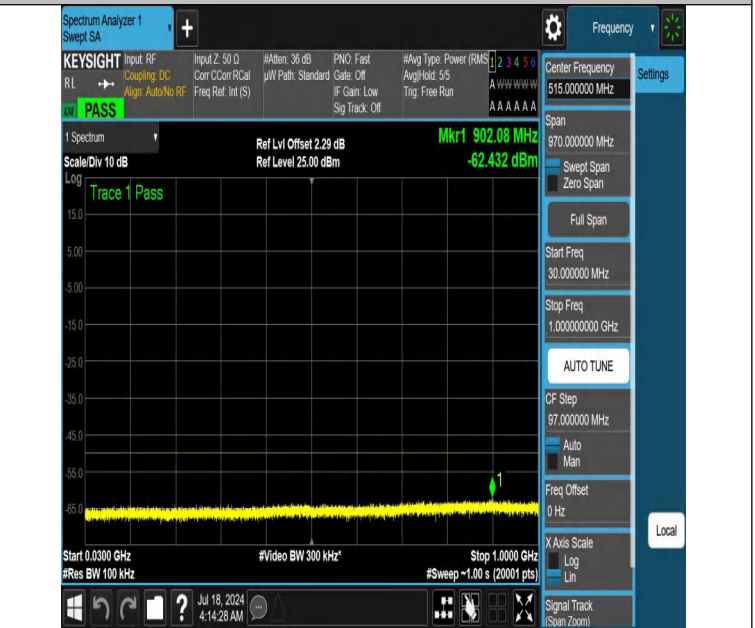 Spectrum Analyzer 1
Swept SA
+
Frequency
KEYSIGHT
RL
PASS
Input: RF
Coupling: DC
Align: Auto/No RF
Input Z: 50 Ω
Corr CCorr RCal
Freq Ref: Int (S)
#Atten: 36 dB
µW Path: Standard
PNO: Fast
Gate: Off
IF Gain: Low
Sig Track: Off
#Avg Type: Power (RMS
Avg|Hold: 5/5
Trig: Free Run
1 2 3 4 5 6
A W W W W W
A A A A A A
1 Spectrum
Scale/Div 10 dB
Ref Lvl Offset 2.29 dB
Ref Level 25.00 dBm
Mkr1 902.08 MHz
-62.432 dBm
Log
Trace 1 Pass
15.0
5.00
-5.00
-15.0
-25.0
-35.0
-45.0
-55.0
-65.0
1
Start 0.0300 GHz
#Res BW 100 kHz
#Video BW 300 kHz*
Stop 1.0000 GHz
#Sweep ~1.00 s (20001 pts)
Center Frequency
515.000000 MHz
Settings
Span
970.000000 MHz
Swept Span
Zero Span
Full Span
Start Freq
30.000000 MHz
Stop Freq
1.000000000 GHz
AUTO TUNE
CF Step
97.000000 MHz
Auto
Man
Freq Offset
0 Hz
X Axis Scale
Log
Lin
Local
Signal Track
(Span Zoom)
?
Jul 18, 2024
4:14:28 AM